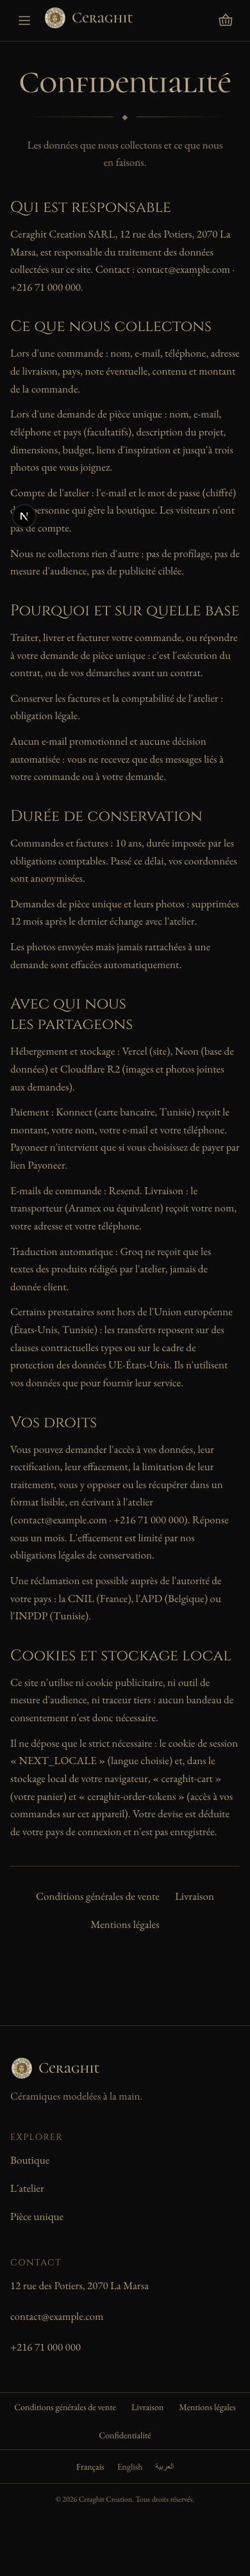 Ceraghit
Confidentialité
Les données que nous collectons et ce que nous
en faisons.
Qui est responsable
Ceraghit Creation SARL, 12 rue des Potiers, 2070 La
Marsa, est responsable du traitement des données
collectées sur ce site. Contact : contact@example.com ·
+216 71 000 000.
Ce que nous collectons
Lors d'une commande : nom, e-mail, téléphone, adresse
de livraison, pays, note éventuelle, contenu et montant
de la commande.
Lors d'une demande de pièce unique : nom, e-mail,
téléphone et pays (facultatifs), description du projet,
dimensions, budget, liens d'inspiration et jusqu'à trois
photos que vous joignez.
Compte de l'atelier : l'e-mail et le mot de passe (chiffré)
personne qui gère la boutique. Les visiteurs n'ont
compte.
Nous ne collectons rien d'autre : pas de profilage, pas de
mesure d'audience, pas de publicité ciblée.
Pourquoi et sur quelle base
Traiter, livrer et facturer votre commande, ou répondre
à votre demande de pièce unique : c'est l'exécution du
contrat, ou de vos démarches avant un contrat.
Conserver les factures et la comptabilité de l'atelier :
obligation légale.
Aucun e-mail promotionnel et aucune décision
automatisée : vous ne recevez que des messages liés à
votre commande ou à votre demande.
Durée de conservation
Commandes et factures : 10 ans, durée imposée par les
obligations comptables. Passé ce délai, vos coordonnées
sont anonymisées.
Demandes de pièce unique et leurs photos : supprimées
12 mois après le dernier échange avec l'atelier.
Les photos envoyées mais jamais rattachées à une
demande sont effacées automatiquement.
Avec qui nous
les partageons
Hébergement et stockage : Vercel (site), Neon (base de
données) et Cloudflare R2 (images et photos jointes
aux demandes).
Paiement : Konnect (carte bancaire, Tunisie) reçoit le
montant, votre nom, votre e-mail et votre téléphone.
Payoneer n'intervient que si vous choisissez de payer par
lien Payoneer.
E-mails de commande : Resend. Livraison : le
transporteur (Aramex ou équivalent) reçoit votre nom,
votre adresse et votre téléphone.
Traduction automatique : Groq ne reçoit que les
textes des produits rédigés par l'atelier, jamais de
donnée client.
Certains prestataires sont hors de l'Union européenne
(États-Unis, Tunisie) : les transferts reposent sur des
clauses contractuelles types ou sur le cadre de
protection des données UE-États-Unis. Ils n'utilisent
vos données que pour fournir leur service.
Vos droits
Vous pouvez demander l'accès à vos données, leur
rectification, leur effacement, la limitation de leur
traitement, vous y opposer ou les récupérer dans un
format lisible, en écrivant à l'atelier
(contact@example.com · +216 71 000 000). Réponse
sous un mois. L'effacement est limité par nos
obligations légales de conservation.
Une réclamation est possible auprès de l'autorité de
votre pays : la CNIL (France), l'APD (Belgique) ou
l'INPDP (Tunisie).
Cookies et stockage local
Ce site n'utilise ni cookie publicitaire, ni outil de
mesure d'audience, ni traceur tiers : aucun bandeau de
consentement n'est donc nécessaire.
Il ne dépose que le strict nécessaire : le cookie de session
« NEXT_LOCALE » (langue choisie) et, dans le
stockage local de votre navigateur, « ceraghit-cart »
(votre panier) et « ceraghit-order-tokens » (accès à vos
commandes sur cet appareil). Votre devise est déduite
de votre pays de connexion et n'est pas enregistrée.
Conditions générales de vente Livraison
Mentions légales
Ceraghit
Céramiques modelées à la main.
EXPLORER
Boutique
L'atelier
Pièce unique
CONTACT
12 rue des Potiers, 2070 La Marsa
contact@example.com
+216 71 000 000
Conditions générales de vente Livraison Mentions légales
Confidentialité
Français English العربية
© 2026 Ceraghit Creation. Tous droits réservés.